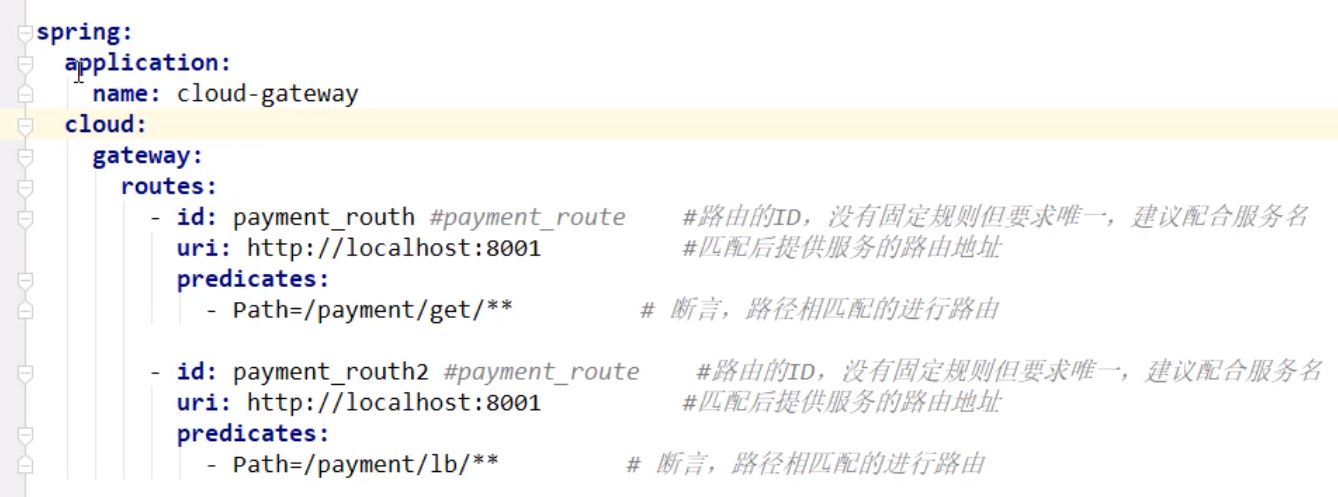 spring:
application:
name: cloud-gateway
cloud:
gateway:
routes:
- id: payment_routh #payment_route #路由的ID，没有固定规则但要求唯一，建议配合服务名
uri: http://localhost:8001 #匹配后提供服务的路由地址
predicates:
- Path=/payment/get/** # 断言，路径相匹配的进行路由
- id: payment_routh2 #payment_route #路由的ID，没有固定规则但要求唯一，建议配合服务名
uri: http://localhost:8001 #匹配后提供服务的路由地址
predicates:
- Path=/payment/lb/** # 断言，路径相匹配的进行路由